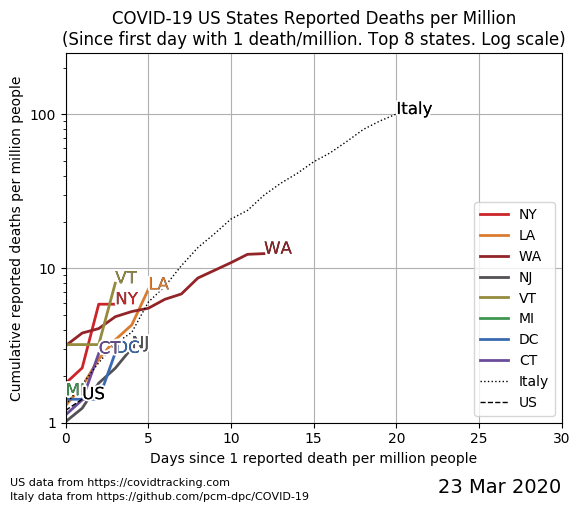 COVID-19 US States Reported Deaths per Million
(Since first day with 1 death/million. Top 8 states. Log scale)
Cumulative reported deaths per million people
100
10
1
Italy
WA
VT
LA
NY
NJ
DC
CT
MI
US
NY
LA
WA
NJ
VT
MI
DC
CT
Italy
US
0 5 10 15 20 25 30
Days since 1 reported death per million people
US data from https://covidtracking.com
Italy data from https://github.com/pcm-dpc/COVID-19
23 Mar 2020